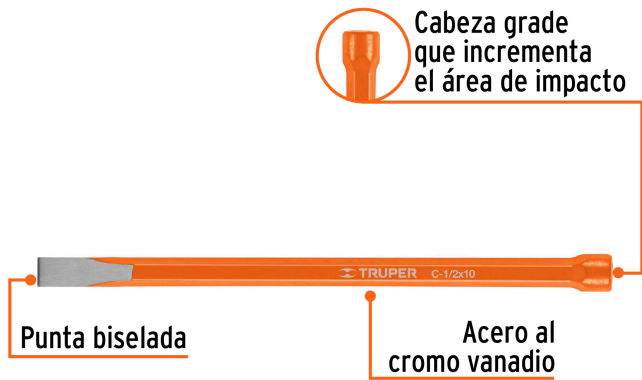 Cabeza grade
que incrementa
el área de impacto
TRUPER C-1/2x10
Punta biselada
Acero al
cromo vanadio